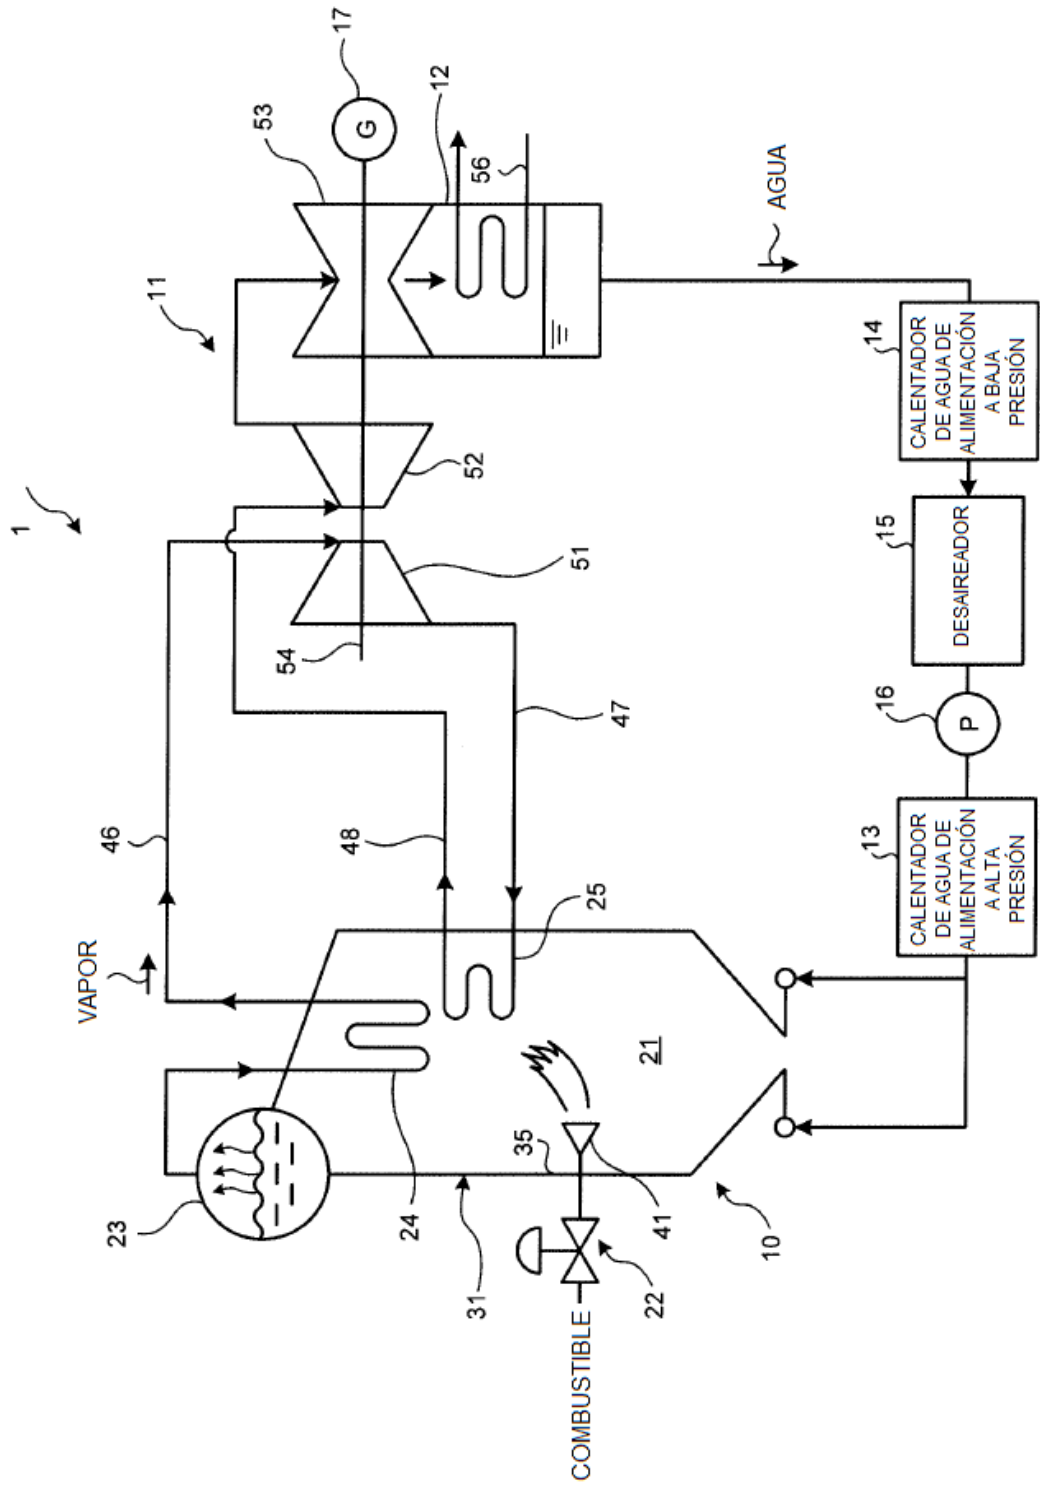 1
11
53
17
G
12
56
52
51
54
46
VAPOR
48
47
25
23
24
31
35
21
41
22
COMBUSTIBLE
10
AGUA
14
CALENTADOR
DE AGUA DE
ALIMENTACIÓN
A BAJA
PRESIÓN
15
DESAIREADOR
16
P
13
CALENTADOR
DE AGUA DE
ALIMENTACIÓN
A ALTA
PRESIÓN